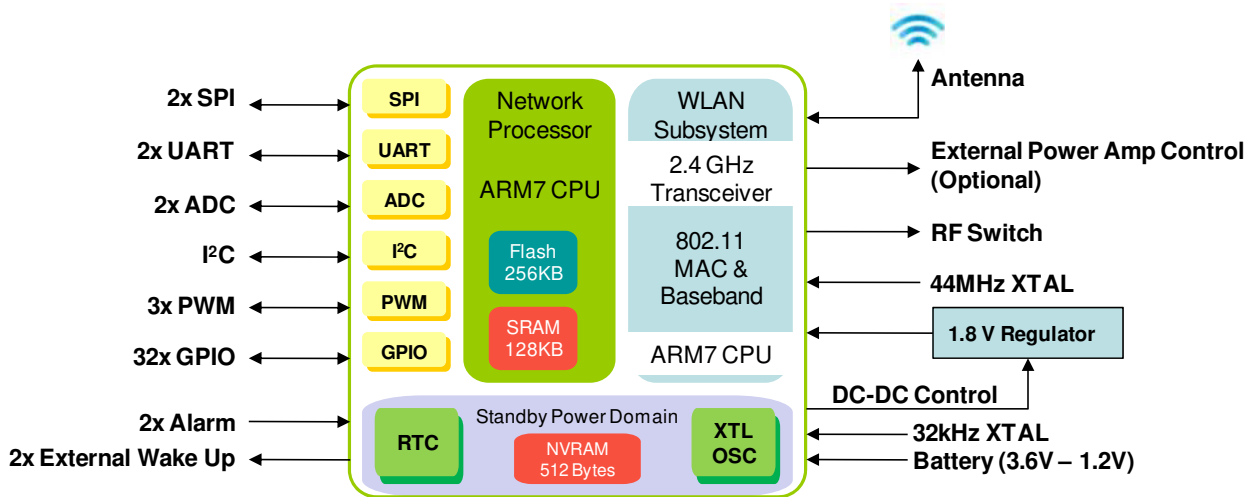 2x SPI
2x UART
2x ADC
I²C
3x PWM
32x GPIO
2x Alarm
2x External Wake Up
SPI
UART
ADC
I²C
PWM
GPIO
Network
Processor
ARM7 CPU
Flash
256KB
SRAM
128KB
WLAN
Subsystem
2.4 GHz
Transceiver
802.11
MAC &
Baseband
ARM7 CPU
Standby Power Domain
RTC
NVRAM
512 Bytes
XTL
OSC
Antenna
External Power Amp Control
(Optional)
RF Switch
44MHz XTAL
1.8 V Regulator
DC-DC Control
32kHz XTAL
Battery (3.6V – 1.2V)